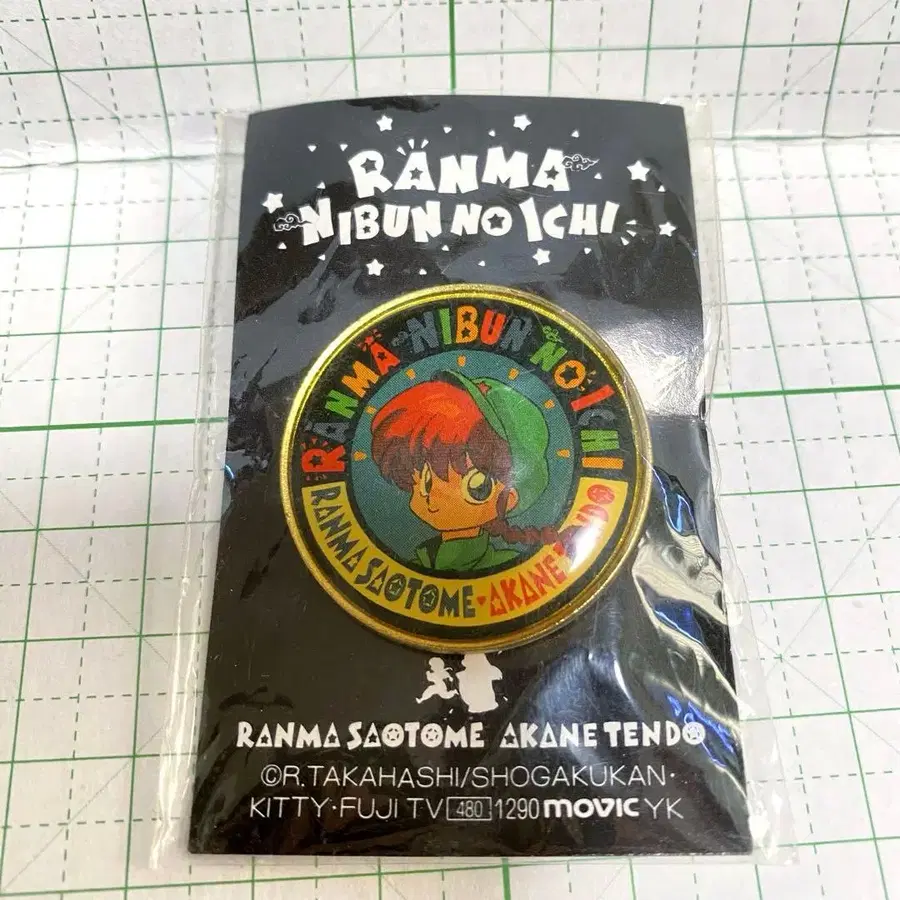 RANMA
NIBUN NO ICHI
RANMA NIBUN NO ICHI
RANMA SAOTOME・AKANE TENDO
RANMA SAOTOME AKANE TENDO
©R.TAKAHASHI/SHOGAKUKAN・
KITTY・FUJI TV 480 1290 movic YK